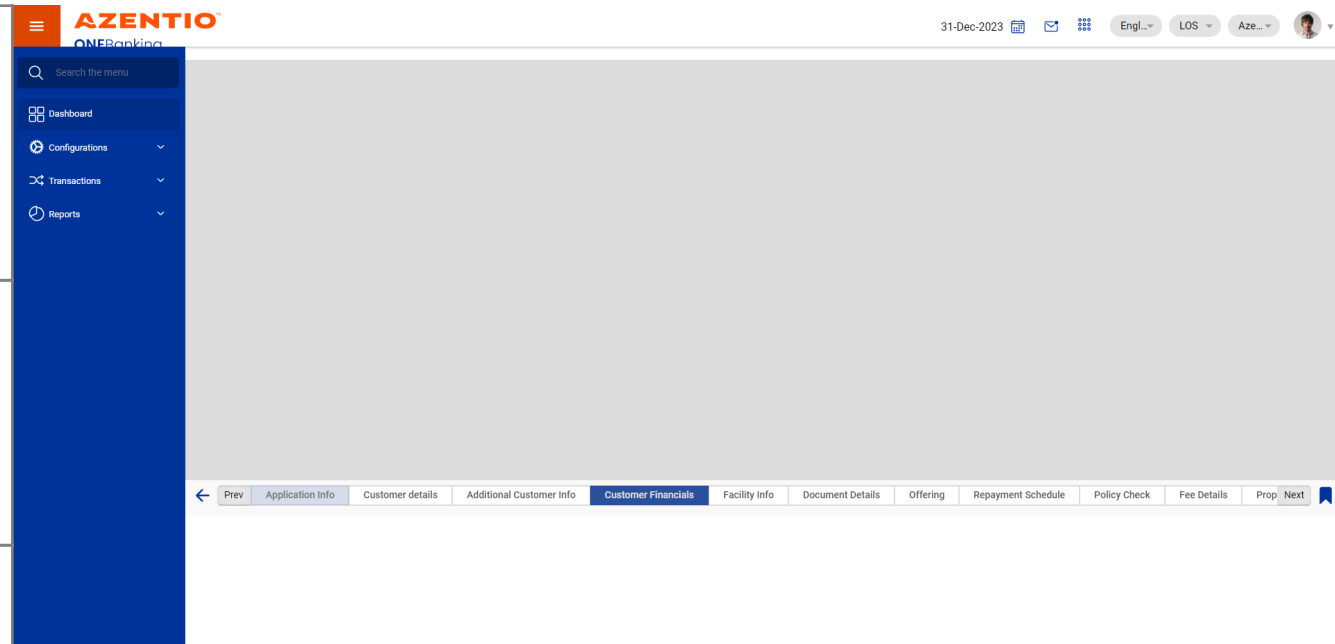 AZENTIO™
ONEBanking
31-Dec-2023 Engl... LOS Aze...
Search the menu
Dashboard
Configurations
Transactions
Reports
Prev Application Info Customer details Additional Customer Info Customer Financials Facility Info Document Details Offering Repayment Schedule Policy Check Fee Details Prop Next